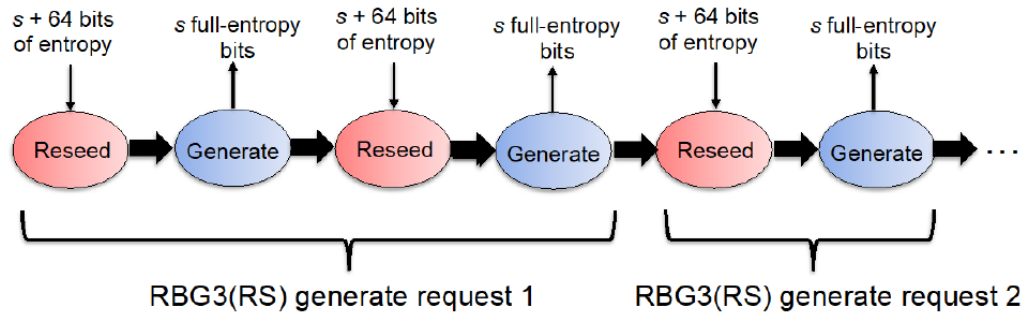 s + 64 bits
of entropy
s full-entropy
bits
s + 64 bits
of entropy
s full-entropy
bits
s + 64 bits
of entropy
s full-entropy
bits
Reseed
Generate
Reseed
Generate
Reseed
Generate
...
RBG3(RS) generate request 1
RBG3(RS) generate request 2